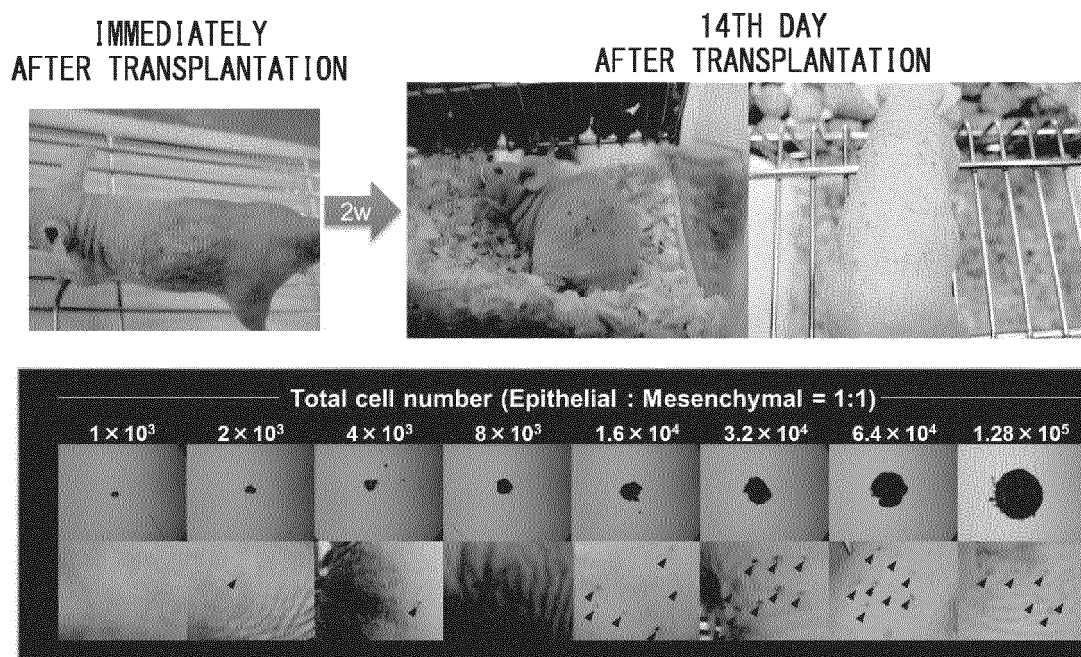 IMMEDIATELY
AFTER TRANSPLANTATION
14TH DAY
AFTER TRANSPLANTATION
2w
Total cell number (Epithelial : Mesenchymal = 1:1)
1 × 10³ 2 × 10³ 4 × 10³ 8 × 10³ 1.6 × 10⁴ 3.2 × 10⁴ 6.4 × 10⁴ 1.28 × 10⁵